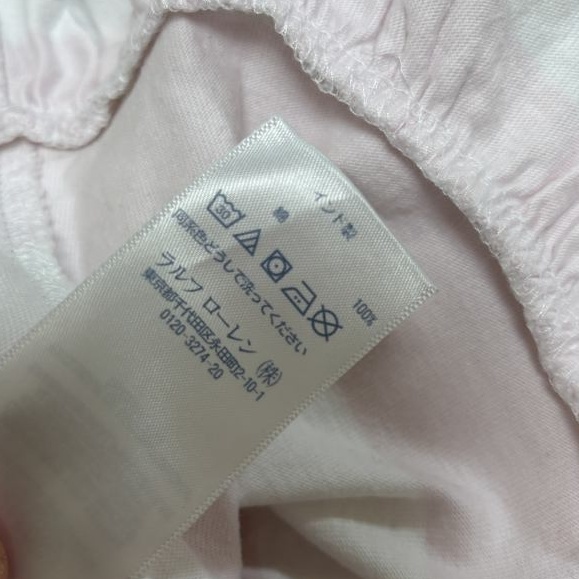 インド製
綿 100%
30
同系色どうしで洗ってください
ラルフ ローレン (株)
東京都千代田区永田町2-10-1
0120-3274-20